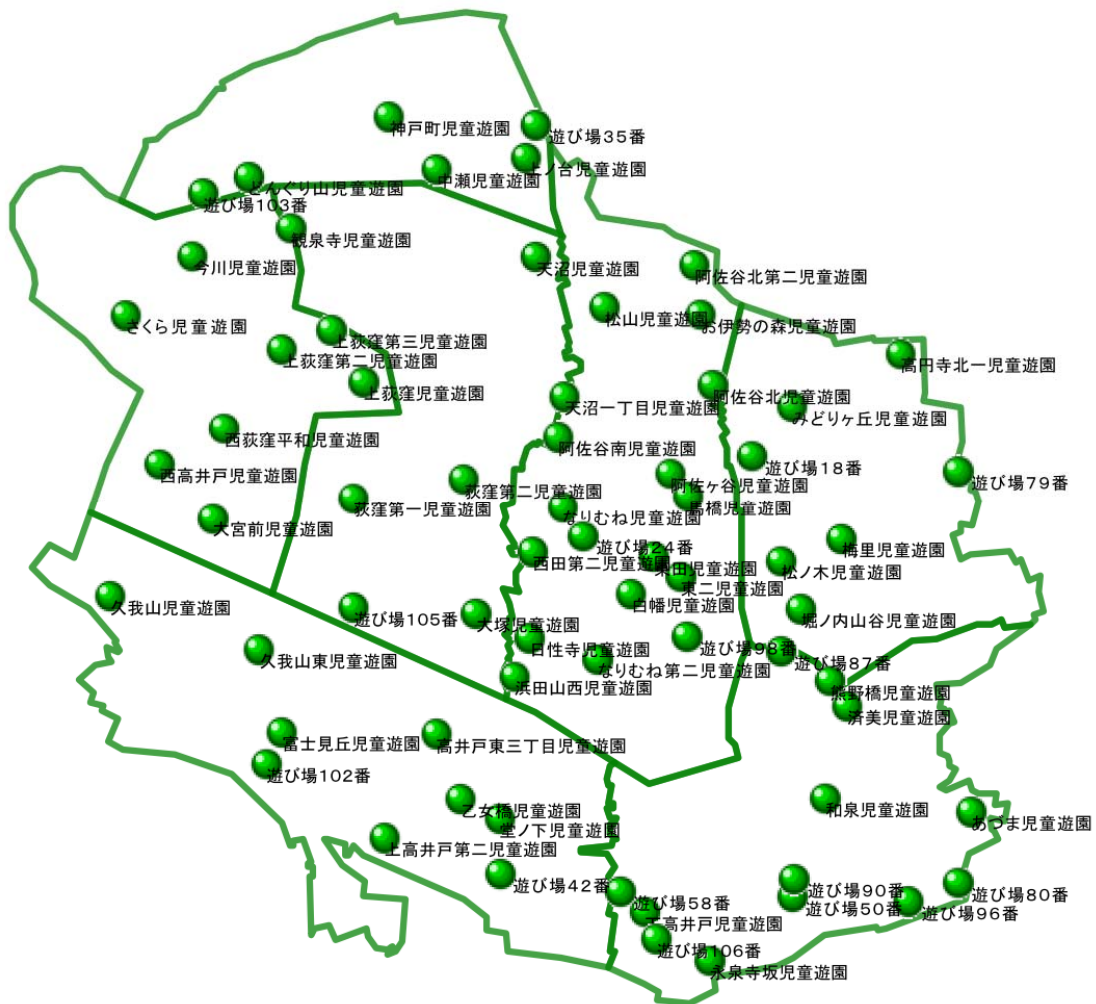 神戸町児童遊園
遊び場35番
上ノ台児童遊園
中瀬児童遊園
どんぐり山児童遊園
遊び場103番
観泉寺児童遊園
今川児童遊園
天沼児童遊園
阿佐谷北第二児童遊園
さくら児童遊園
松山児童遊園
お伊勢の森児童遊園
上荻窪第三児童遊園
上荻窪第二児童遊園
高円寺北一児童遊園
上荻窪児童遊園
阿佐谷北児童遊園
天沼一丁目児童遊園
みどりヶ丘児童遊園
西荻窪平和児童遊園
阿佐谷南児童遊園
遊び場18番
西高井戸児童遊園
遊び場79番
阿佐ヶ谷児童遊園
荻窪第二児童遊園
馬橋児童遊園
荻窪第一児童遊園
なりむね児童遊園
大宮前児童遊園
遊び場24番
梅里児童遊園
西田第二児童遊園
東田児童遊園
松ノ木児童遊園
東二児童遊園
久我山児童遊園
白幡児童遊園
遊び場105番
大塚児童遊園
堀ノ内山谷児童遊園
日性寺児童遊園
遊び場98番
久我山東児童遊園
遊び場87番
なりむね第二児童遊園
浜田山西児童遊園
熊野橋児童遊園
済美児童遊園
富士見丘児童遊園
高井戸東三丁目児童遊園
遊び場102番
乙女橋児童遊園
和泉児童遊園
堂ノ下児童遊園
あづま児童遊園
上高井戸第二児童遊園
遊び場42番
遊び場90番
遊び場80番
遊び場58番
遊び場50番
遊び場96番
下高井戸児童遊園
遊び場106番
永泉寺坂児童遊園